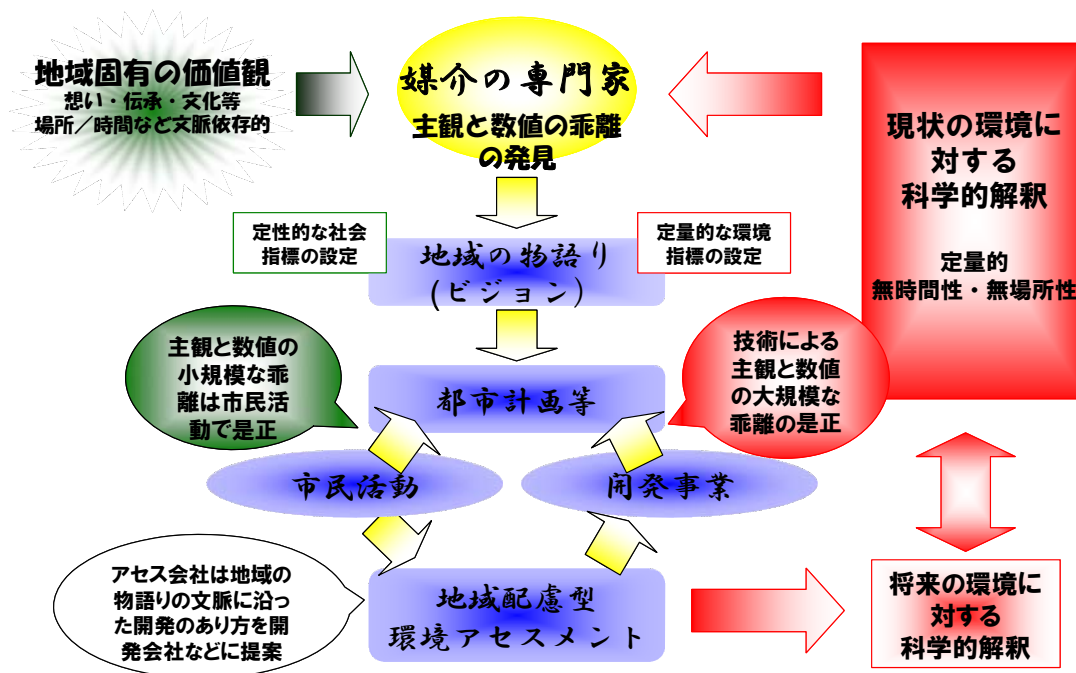 地域固有の価値観
想い・伝承・文化等
場所／時間など文脈依存的
媒介の専門家
主観と数値の乖離
の発見
現状の環境に
対する
科学的解釈
定量的
無時間性・無場所性
定性的な社会
指標の設定
地域の物語り
(ビジョン)
定量的な環境
指標の設定
主観と数値の
小規模な乖
離は市民活
動で是正
都市計画等
技術による
主観と数値
の大規模な
乖離の是正
市民活動
開発事業
アセス会社は地域の
物語りの文脈に沿っ
た開発のあり方を開
発会社などに提案
地域配慮型
環境アセスメント
将来の環境に
対する
科学的解釈